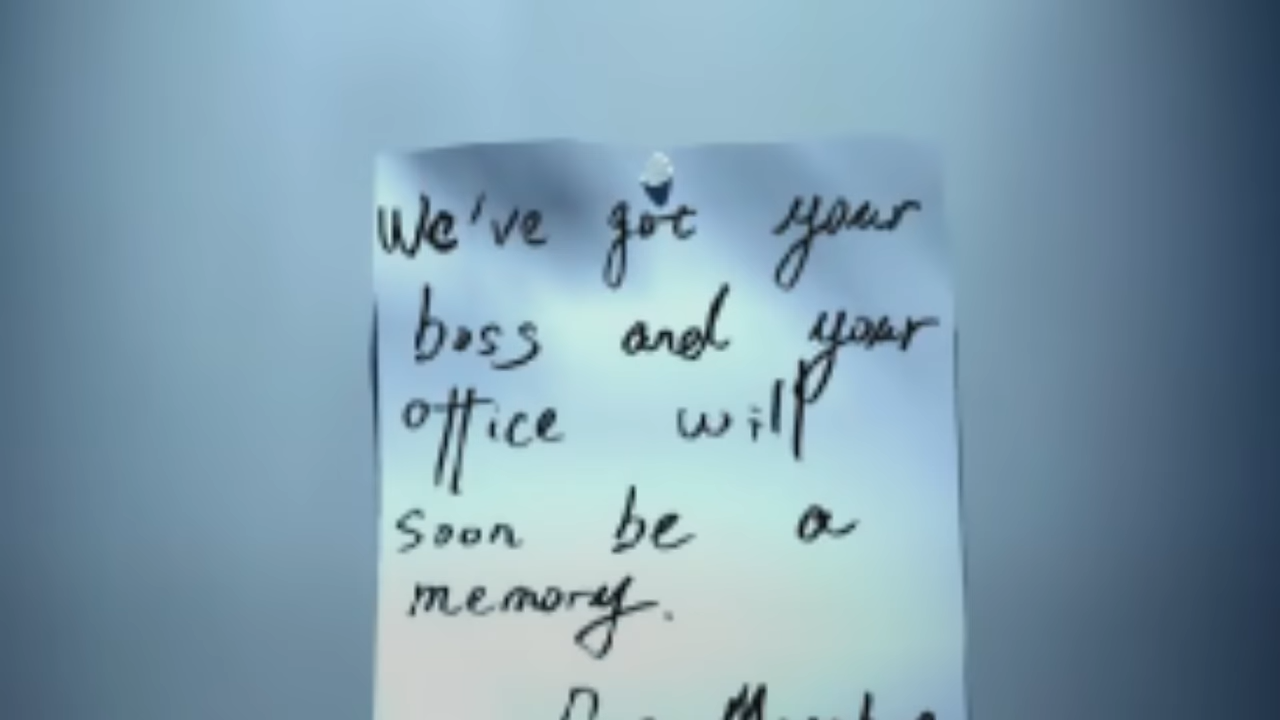 We've got your
boss and your
office will
soon be a
memory.